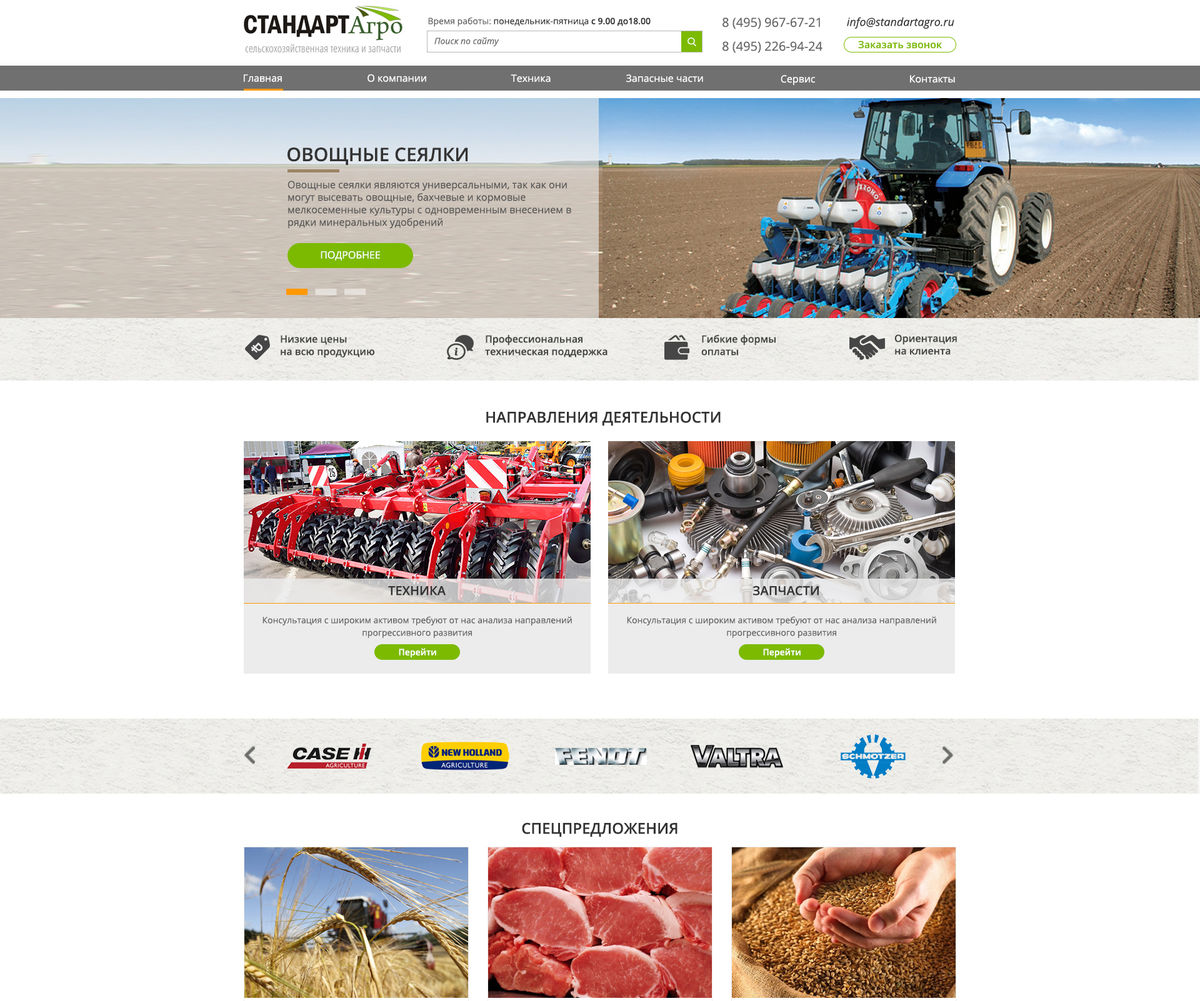 СТАНДАРТАгро
сельскохозяйственная техника и запчасти
Время работы: понедельник-пятница с 9.00 до18.00
Поиск по сайту
8 (495) 967-67-21
8 (495) 226-94-24
info@standartagro.ru
Заказать звонок
Главная
О компании
Техника
Запасные части
Сервис
Контакты
ОВОЩНЫЕ СЕЯЛКИ
Овощные сеялки являются универсальными, так как они
могут высевать овощные, бахчевые и кормовые
мелкосеменные культуры с одновременным внесением в
рядки минеральных удобрений
ПОДРОБНЕЕ
Низкие цены
на всю продукцию
Профессиональная
техническая поддержка
Гибкие формы
оплаты
Ориентация
на клиента
НАПРАВЛЕНИЯ ДЕЯТЕЛЬНОСТИ
ТЕХНИКА
Консультация с широким активом требуют от нас анализа направлений
прогрессивного развития
Перейти
ЗАПЧАСТИ
Консультация с широким активом требуют от нас анализа направлений
прогрессивного развития
Перейти
CASE IH
AGRICULTURE
NEW HOLLAND
AGRICULTURE
FENDT
VALTRA
SCHMOTZER
СПЕЦПРЕДЛОЖЕНИЯ